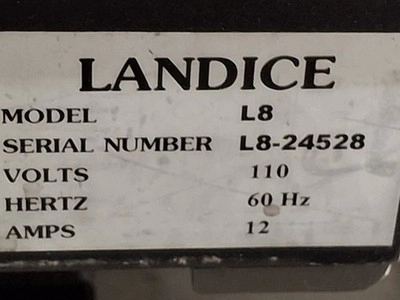 LANDICE
MODEL L8
SERIAL NUMBER L8-24528
VOLTS 110
HERTZ 60 Hz
AMPS 12